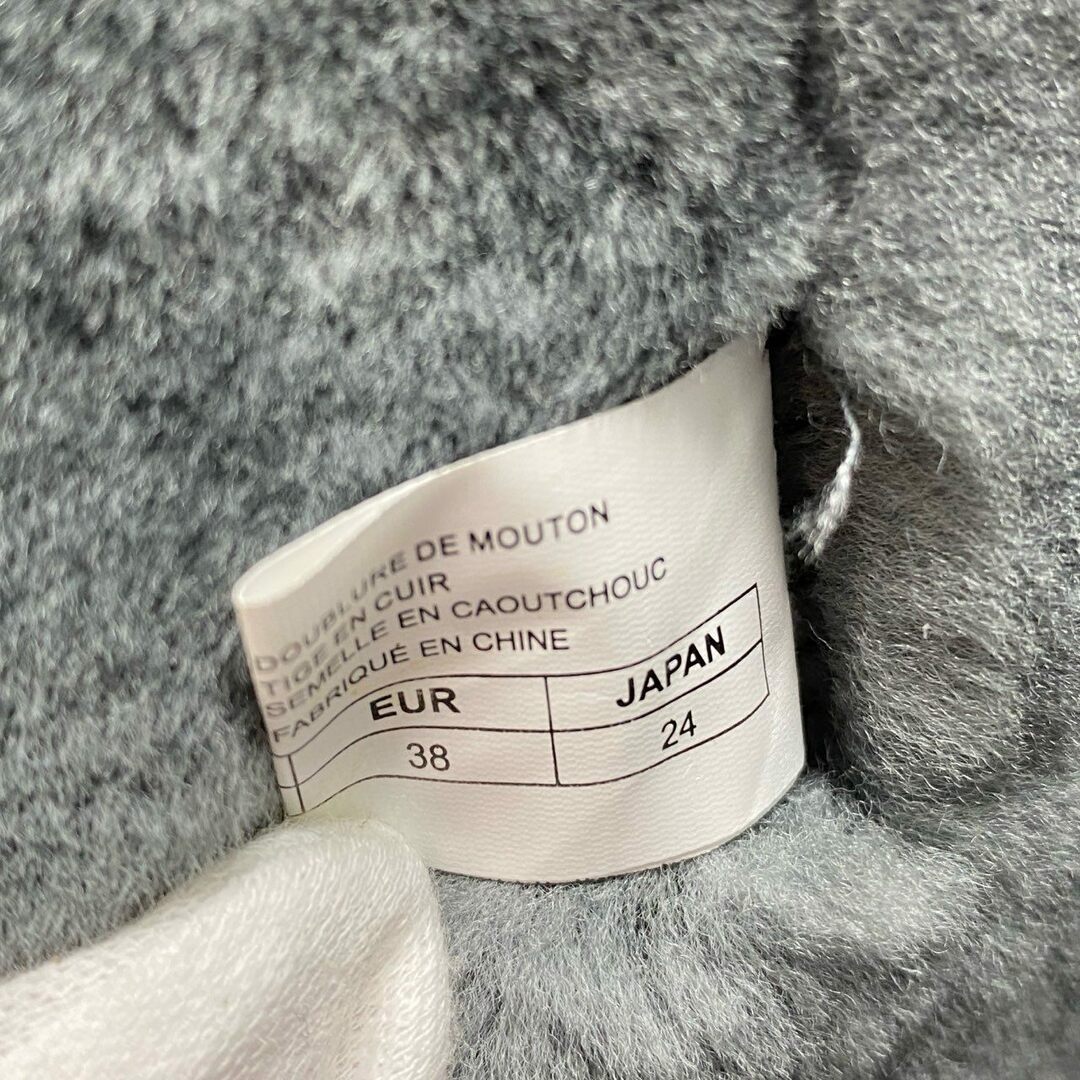 DOUBLURE DE MOUTON
TIGE EN CUIR
SEMELLE EN CAOUTCHOUC
FABRIQUÉ EN CHINE
EUR JAPAN
38 24